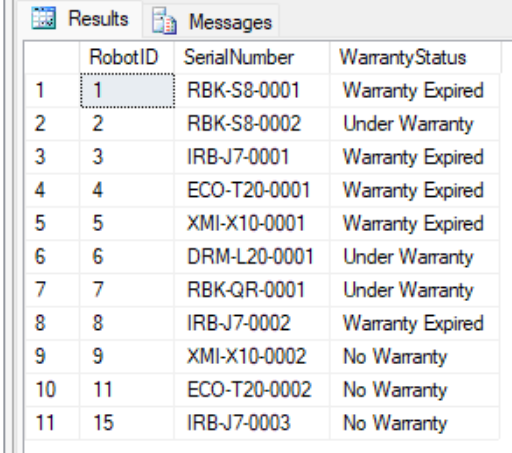 Results Messages
RobotID SerialNumber WarrantyStatus
1 1 RBK-S8-0001 Warranty Expired
2 2 RBK-S8-0002 Under Warranty
3 3 IRB-J7-0001 Warranty Expired
4 4 ECO-T20-0001 Warranty Expired
5 5 XMI-X10-0001 Warranty Expired
6 6 DRM-L20-0001 Under Warranty
7 7 RBK-QR-0001 Under Warranty
8 8 IRB-J7-0002 Warranty Expired
9 9 XMI-X10-0002 No Warranty
10 11 ECO-T20-0002 No Warranty
11 15 IRB-J7-0003 No Warranty